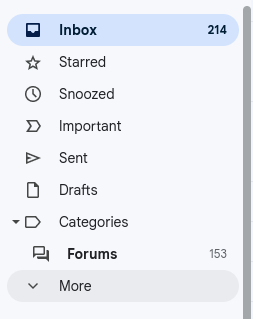 Inbox 214
Starred
Snoozed
Important
Sent
Drafts
Categories
Forums 153
More